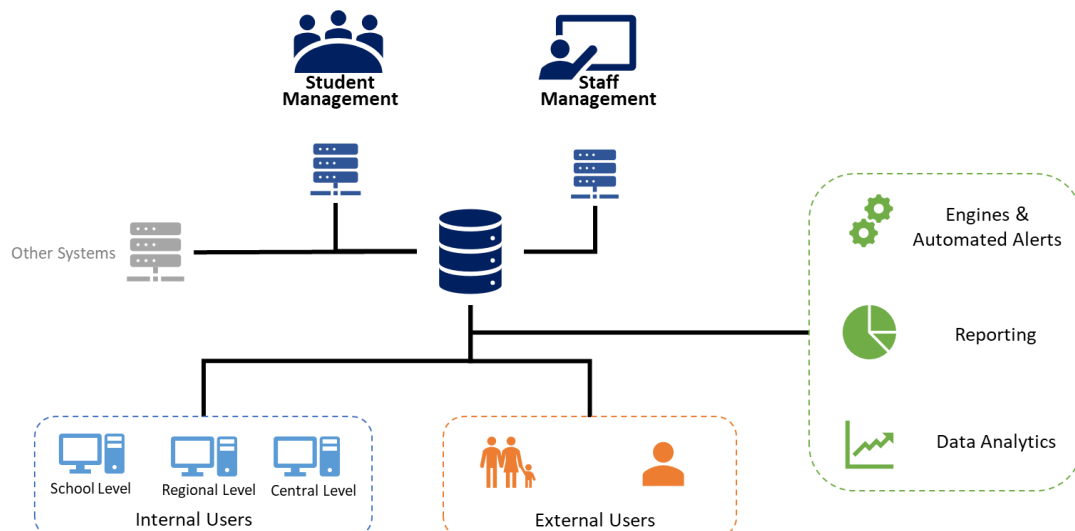 Student
Management
Staff
Management
Other Systems
Engines &
Automated Alerts
Reporting
Data Analytics
School Level
Regional Level
Central Level
Internal Users
External Users